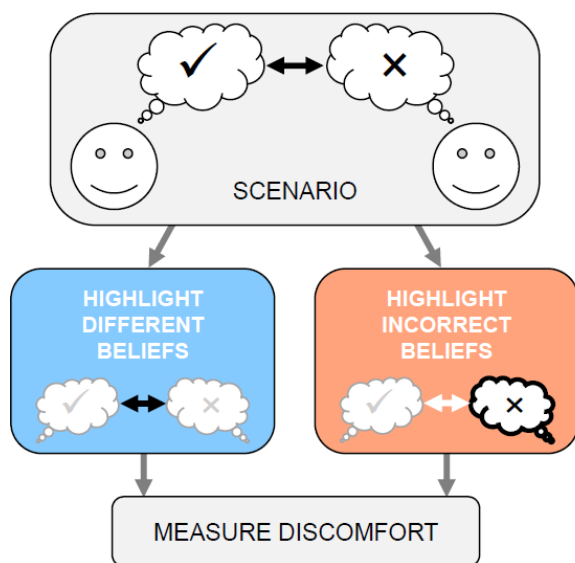 SCENARIO
HIGHLIGHT
DIFFERENT
BELIEFS
HIGHLIGHT
INCORRECT
BELIEFS
MEASURE DISCOMFORT